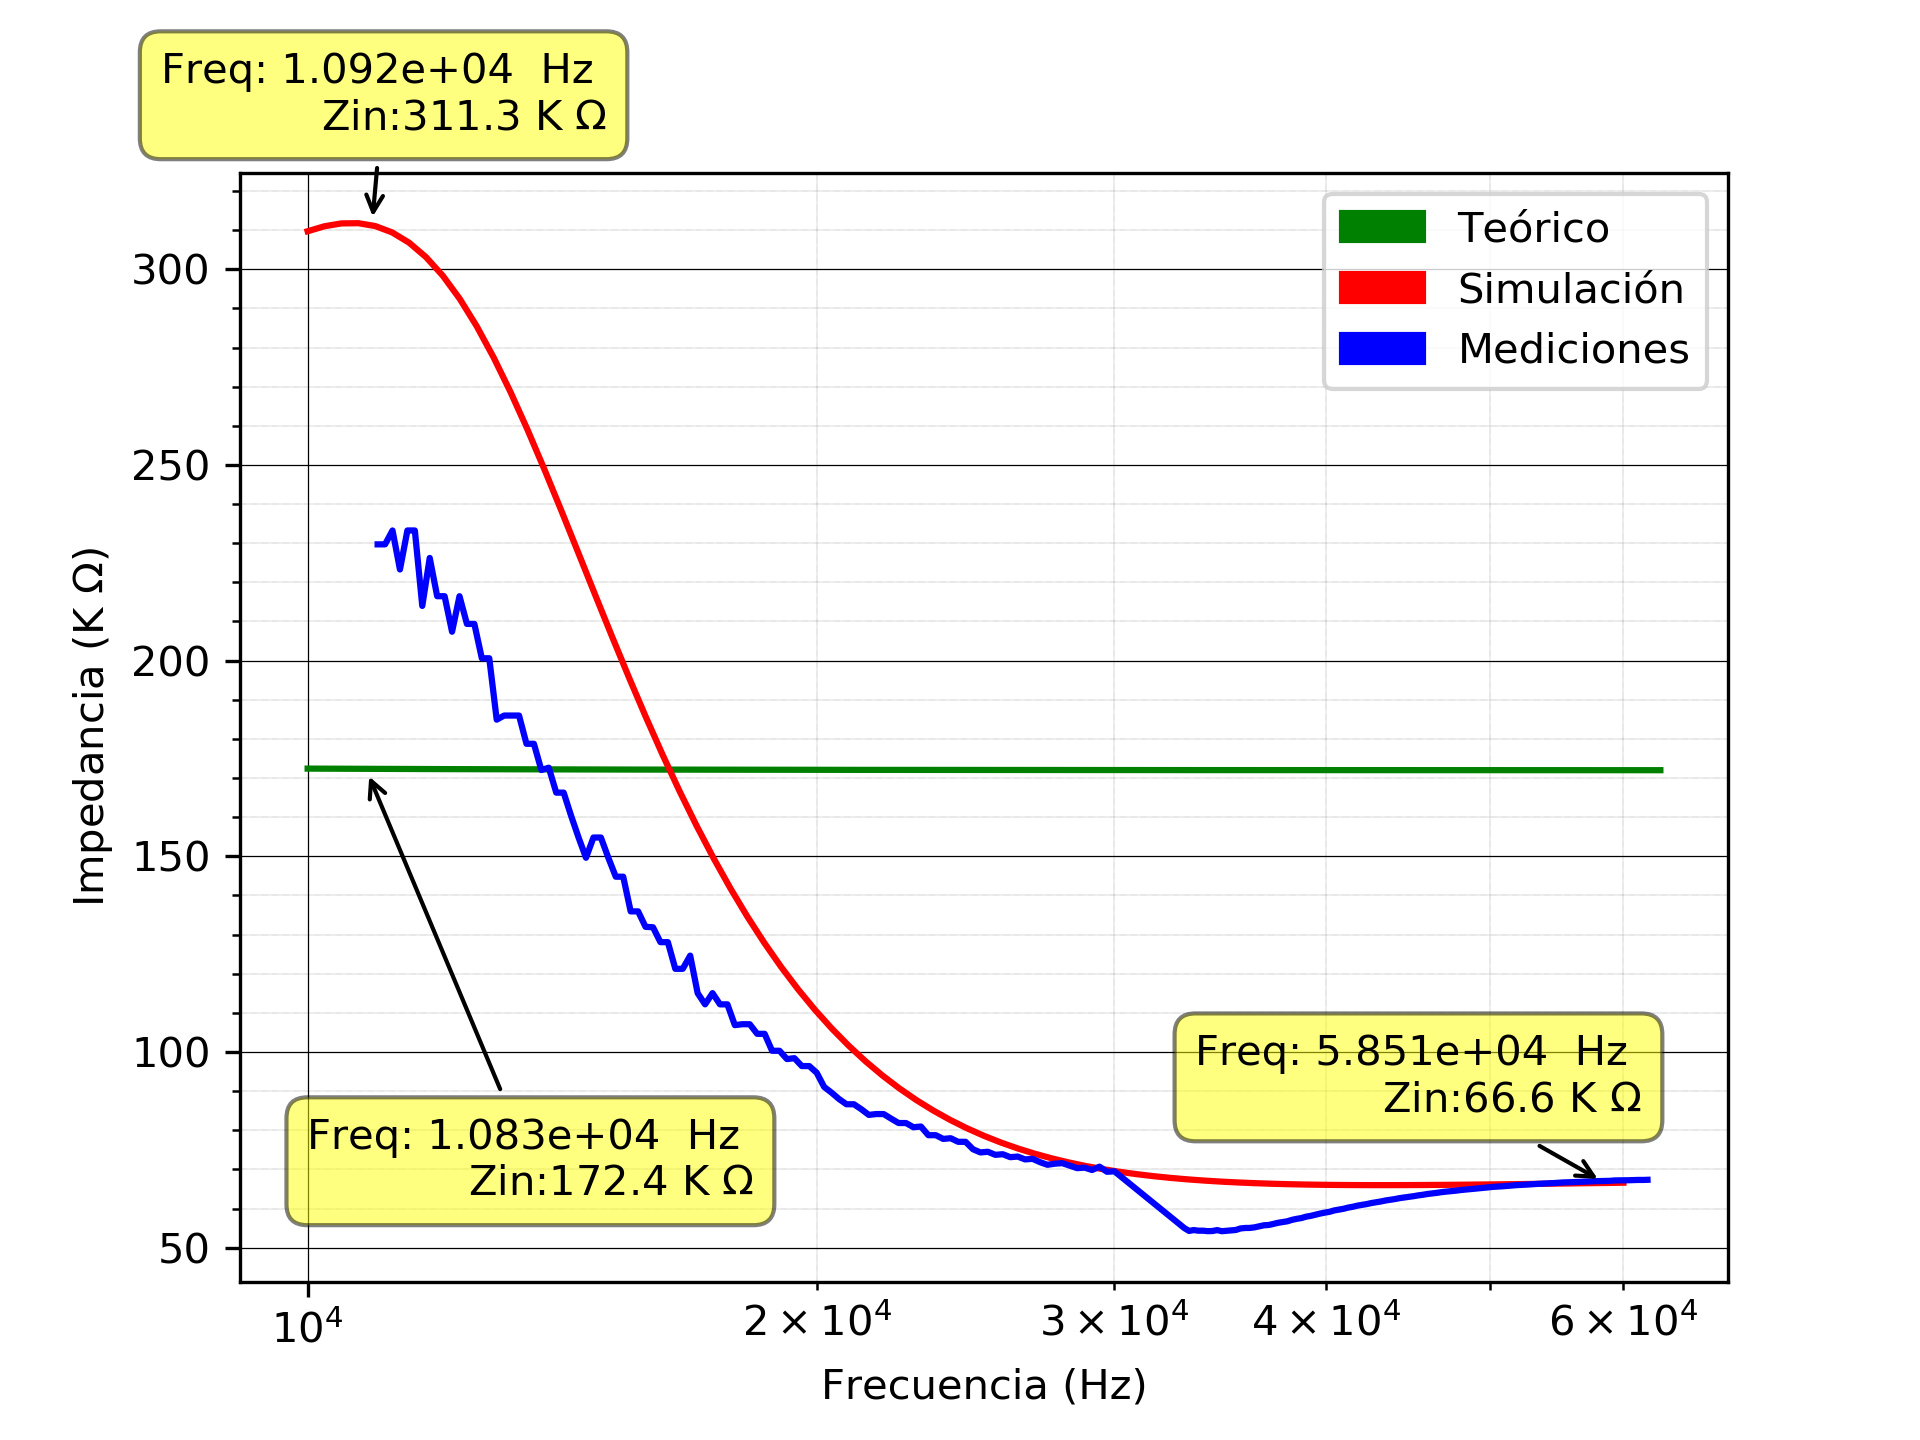 Freq: 1.092e+04  Hz
Zin:311.3 K Ω
Teórico
Simulación
Mediciones
300
250
200
150
100
50
Impedancia (K Ω)
Freq: 5.851e+04  Hz
Zin:66.6 K Ω
Freq: 1.083e+04  Hz
Zin:172.4 K Ω
10⁴
2 × 10⁴
3 × 10⁴
4 × 10⁴
6 × 10⁴
Frecuencia (Hz)